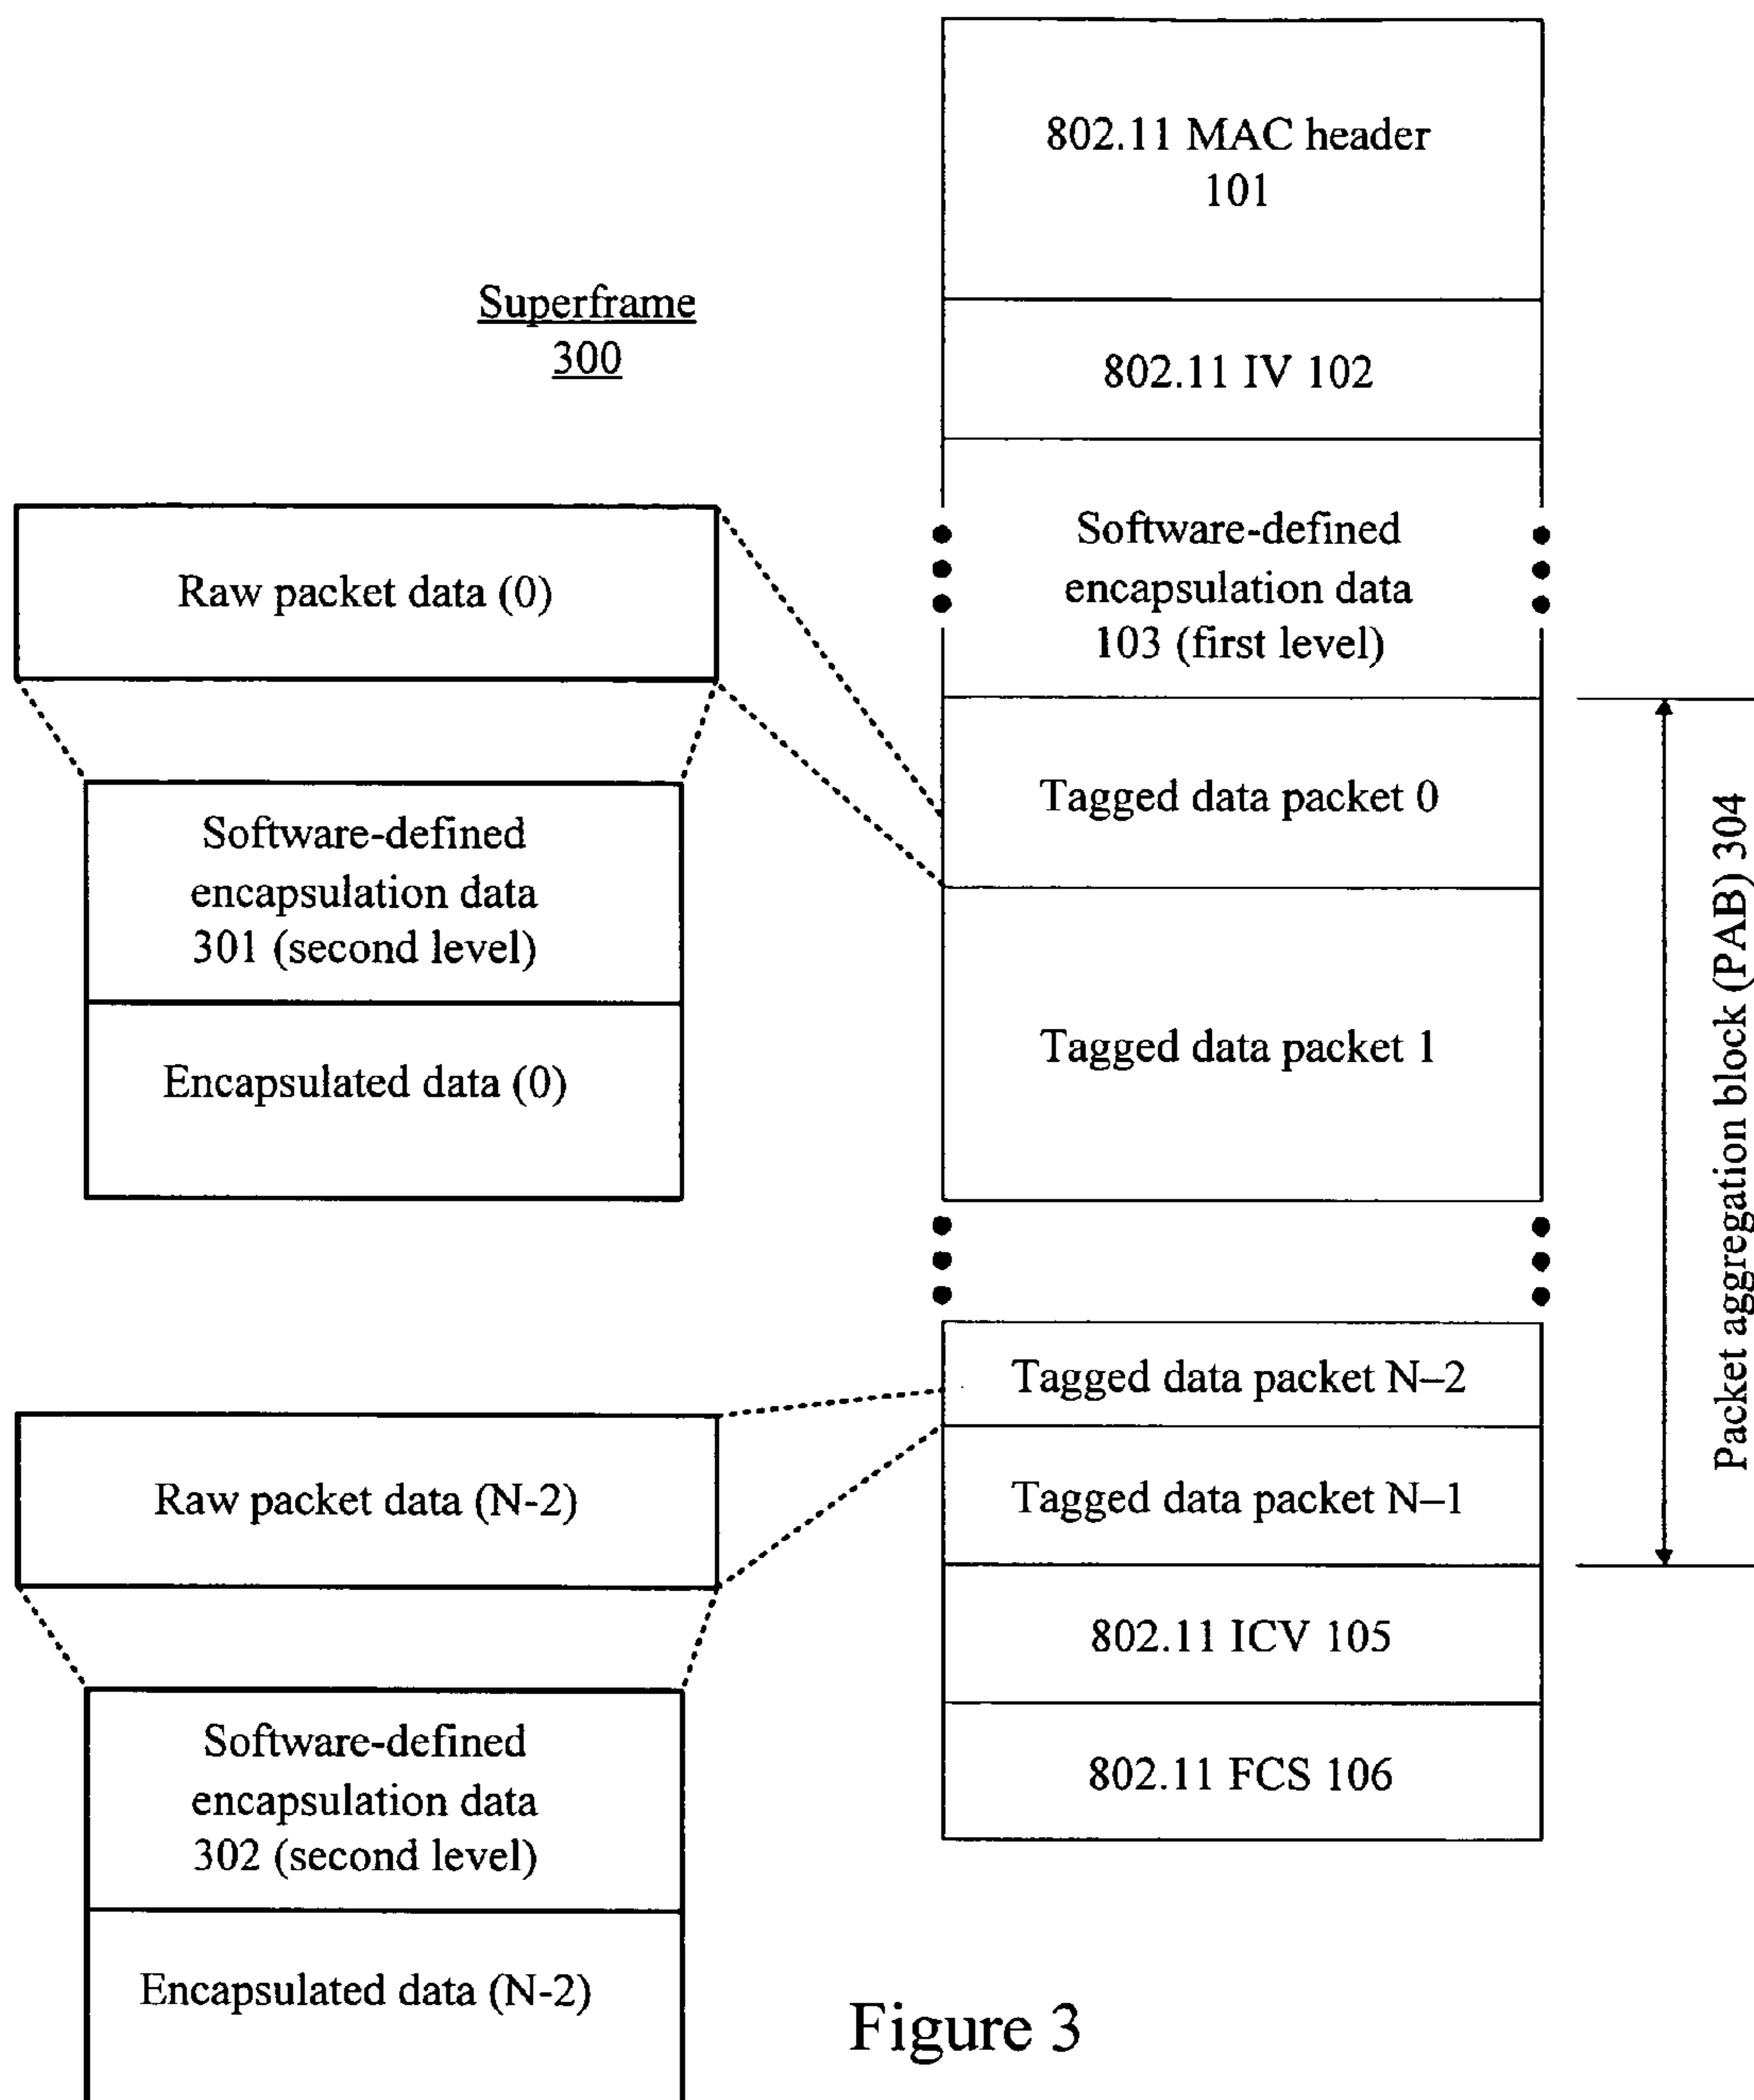 802.11 MAC header
101
Superframe
300
802.11 IV 102
Software-defined
encapsulation data
103 (first level)
Raw packet data (0)
Tagged data packet 0
Software-defined
encapsulation data
301 (second level)
Encapsulated data (0)
Tagged data packet 1
Packet aggregation block (PAB) 304
Tagged data packet N–2
Raw packet data (N-2)
Tagged data packet N–1
802.11 ICV 105
Software-defined
encapsulation data
302 (second level)
802.11 FCS 106
Encapsulated data (N-2)
Figure 3